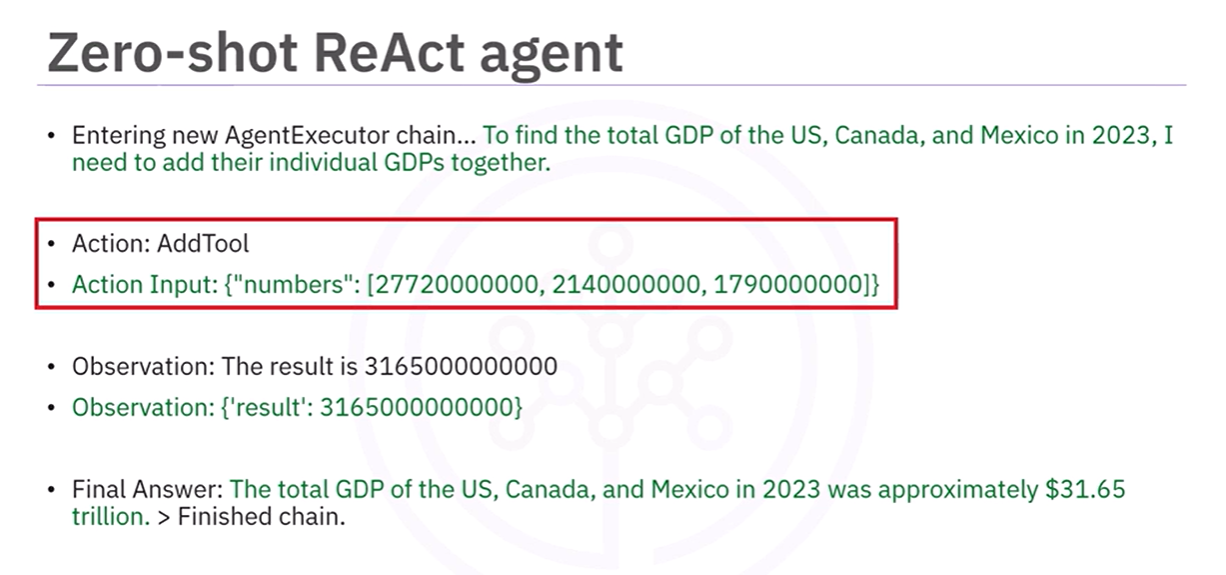 Zero-shot ReAct agent
• Entering new AgentExecutor chain... To find the total GDP of the US, Canada, and Mexico in 2023, I
need to add their individual GDPs together.
• Action: AddTool
• Action Input: {"numbers": [27720000000, 2140000000, 1790000000]}
• Observation: The result is 3165000000000
• Observation: {'result': 3165000000000}
• Final Answer: The total GDP of the US, Canada, and Mexico in 2023 was approximately $31.65
trillion. > Finished chain.